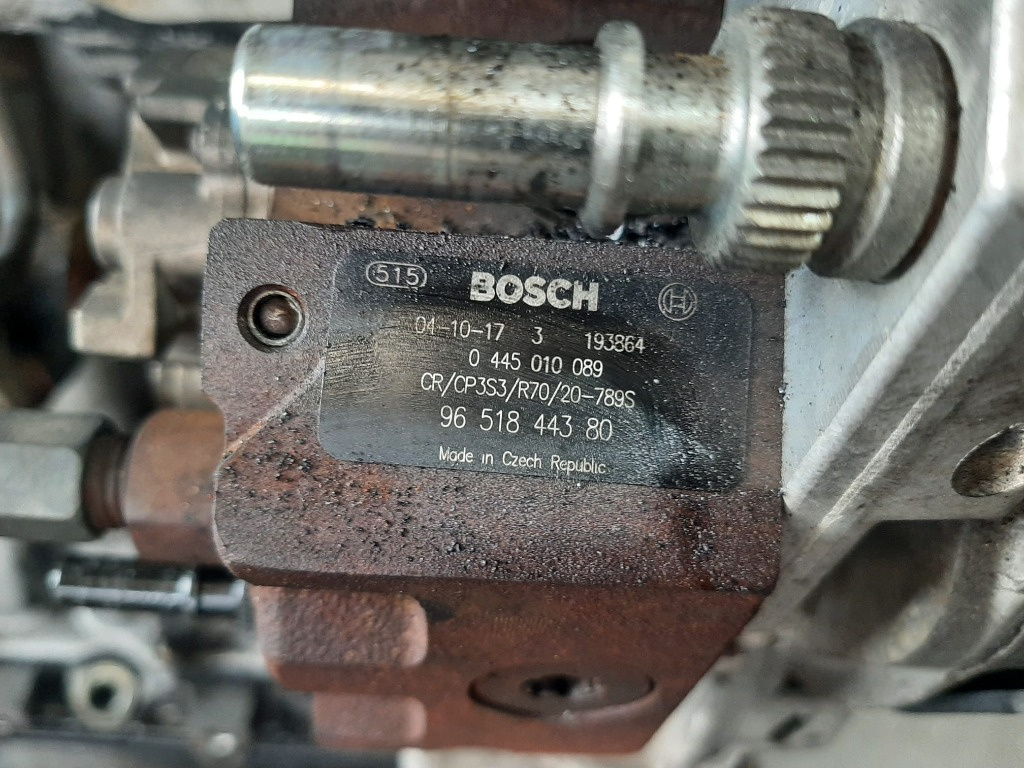 515 BOSCH
04-10-17 3 193864
0 445 010 089
CR/CP3S3/R70/20-789S
96 518 443 80
Made in Czech Republic